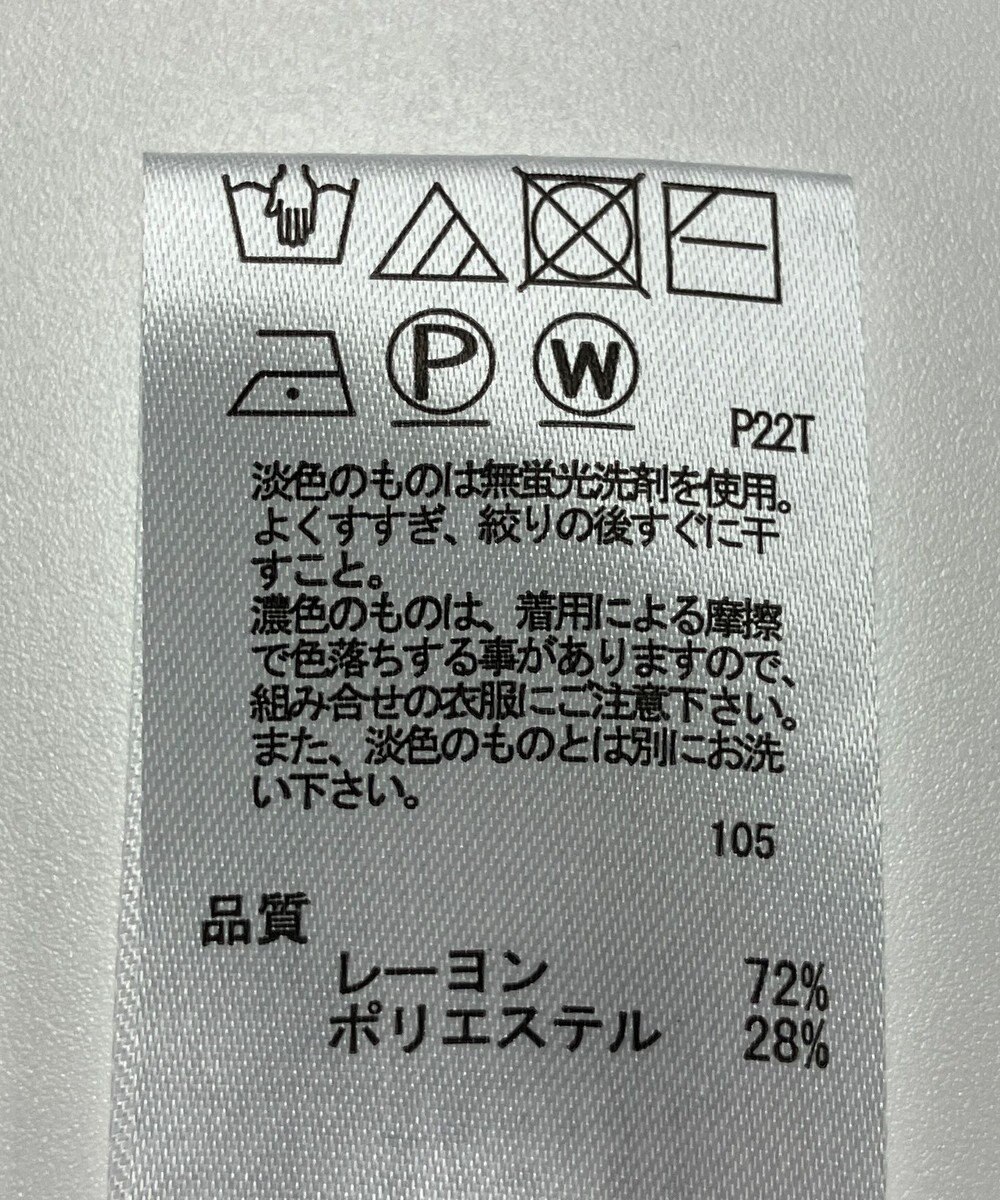 P W
P22T
淡色のものは無蛍光洗剤を使用。
よくすすぎ、絞りの後すぐに干
すこと。
濃色のものは、着用による摩擦
で色落ちする事がありますので、
組み合せの衣服にご注意下さい。
また、淡色のものとは別にお洗
い下さい。
105
品質
レーヨン 72%
ポリエステル 28%